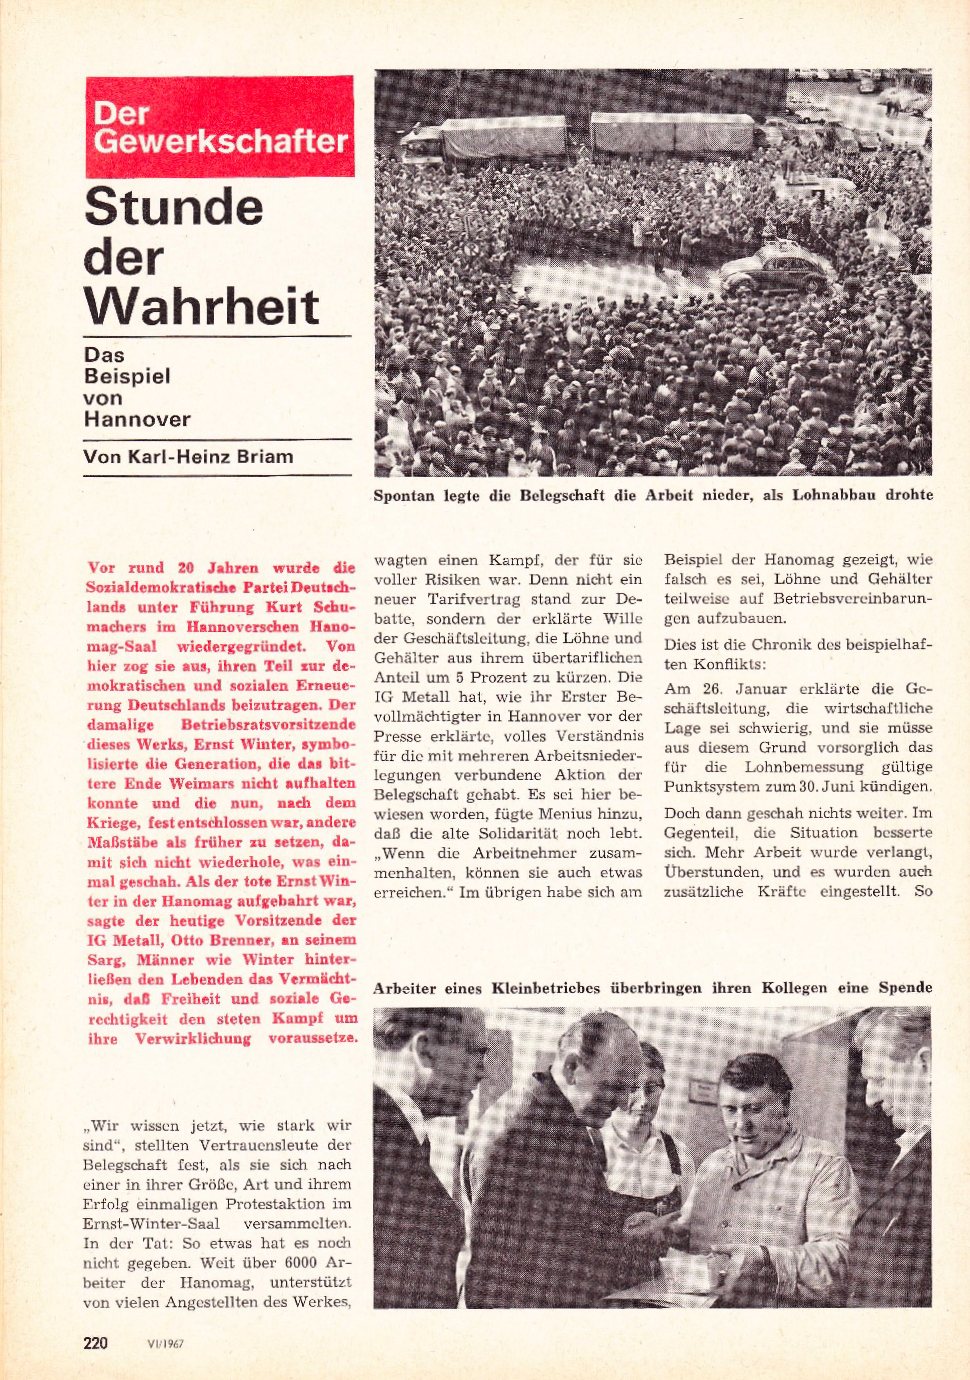 Der
Gewerkschafter
Stunde
der
Wahrheit
Das
Beispiel
von
Hannover
Von Karl-Heinz Briam
Spontan legte die Belegschaft die Arbeit nieder, als Lohnabbau drohte
Vor rund 20 Jahren wurde die
Sozialdemokratische Partei Deutsch-
lands unter Führung Kurt Schu-
machers im Hannoverschen Hano-
mag-Saal wiedergegründet. Von
hier zog sie aus, ihren Teil zur de-
mokratischen und sozialen Erneue-
rung Deutschlands beizutragen. Der
damalige Betriebsratsvorsitzende
dieses Werks, Ernst Winter, symbo-
lisierte die Generation, die das bit-
tere Ende Weimars nicht aufhalten
konnte und die nun, nach dem
Kriege, fest entschlossen war, andere
Maßstäbe als früher zu setzen, da-
mit sich nicht wiederhole, was ein-
mal geschah. Als der tote Ernst Win-
ter in der Hanomag aufgebahrt war,
sagte der heutige Vorsitzende der
IG Metall, Otto Brenner, an seinem
Sarg, Männer wie Winter hinter-
ließen den Lebenden das Vermächt-
nis, daß Freiheit und soziale Ge-
rechtigkeit den steten Kampf um
ihre Verwirklichung voraussetze.
„Wir wissen jetzt, wie stark wir
sind“, stellten Vertrauensleute der
Belegschaft fest, als sie sich nach
einer in ihrer Größe, Art und ihrem
Erfolg einmaligen Protestaktion im
Ernst-Winter-Saal versammelten.
In der Tat: So etwas hat es noch
nicht gegeben. Weit über 6000 Ar-
beiter der Hanomag, unterstützt
von vielen Angestellten des Werkes,
wagten einen Kampf, der für sie
voller Risiken war. Denn nicht ein
neuer Tarifvertrag stand zur De-
batte, sondern der erklärte Wille
der Geschäftsleitung, die Löhne und
Gehälter aus ihrem übertariflichen
Anteil um 5 Prozent zu kürzen. Die
IG Metall hat, wie ihr Erster Be-
vollmächtigter in Hannover vor der
Presse erklärte, volles Verständnis
für die mit mehreren Arbeitsnieder-
legungen verbundene Aktion der
Belegschaft gehabt. Es sei hier be-
wiesen worden, fügte Menius hinzu,
daß die alte Solidarität noch lebt.
„Wenn die Arbeitnehmer zusam-
menhalten, können sie auch etwas
erreichen.“ Im übrigen habe sich am
Beispiel der Hanomag gezeigt, wie
falsch es sei, Löhne und Gehälter
teilweise auf Betriebsvereinbarun-
gen aufzubauen.
Dies ist die Chronik des beispielhaf-
ten Konflikts:
Am 26. Januar erklärte die Ge-
schäftsleitung, die wirtschaftliche
Lage sei schwierig, und sie müsse
aus diesem Grund vorsorglich das
für die Lohnbemessung gültige
Punktsystem zum 30. Juni kündigen.
Doch dann geschah nichts weiter. Im
Gegenteil, die Situation besserte
sich. Mehr Arbeit wurde verlangt,
Überstunden, und es wurden auch
zusätzliche Kräfte eingestellt. So
Arbeiter eines Kleinbetriebes überbringen ihren Kollegen eine Spende
220 VI/1967